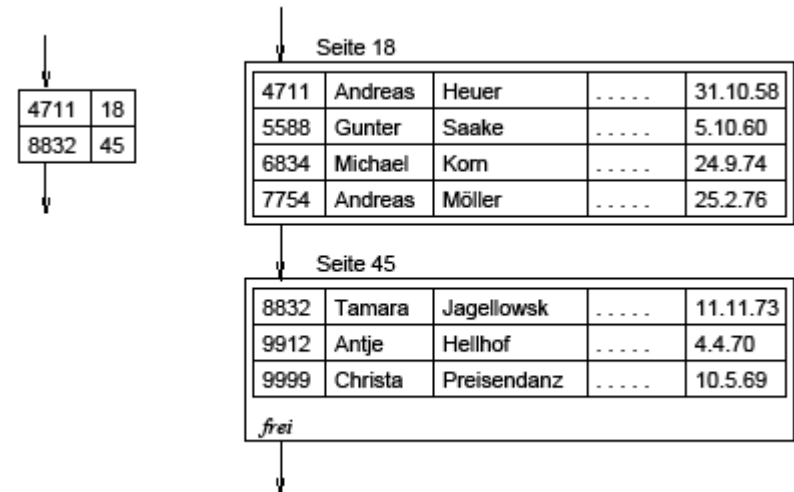 Seite 18
4711 18
8832 45
4711 Andreas Heuer ..... 31.10.58
5588 Gunter Saake ..... 5.10.60
6834 Michael Korn ..... 24.9.74
7754 Andreas Möller ..... 25.2.76
Seite 45
8832 Tamara Jagellowsk ..... 11.11.73
9912 Antje Hellhof ..... 4.4.70
9999 Christa Preisendanz ..... 10.5.69
frei